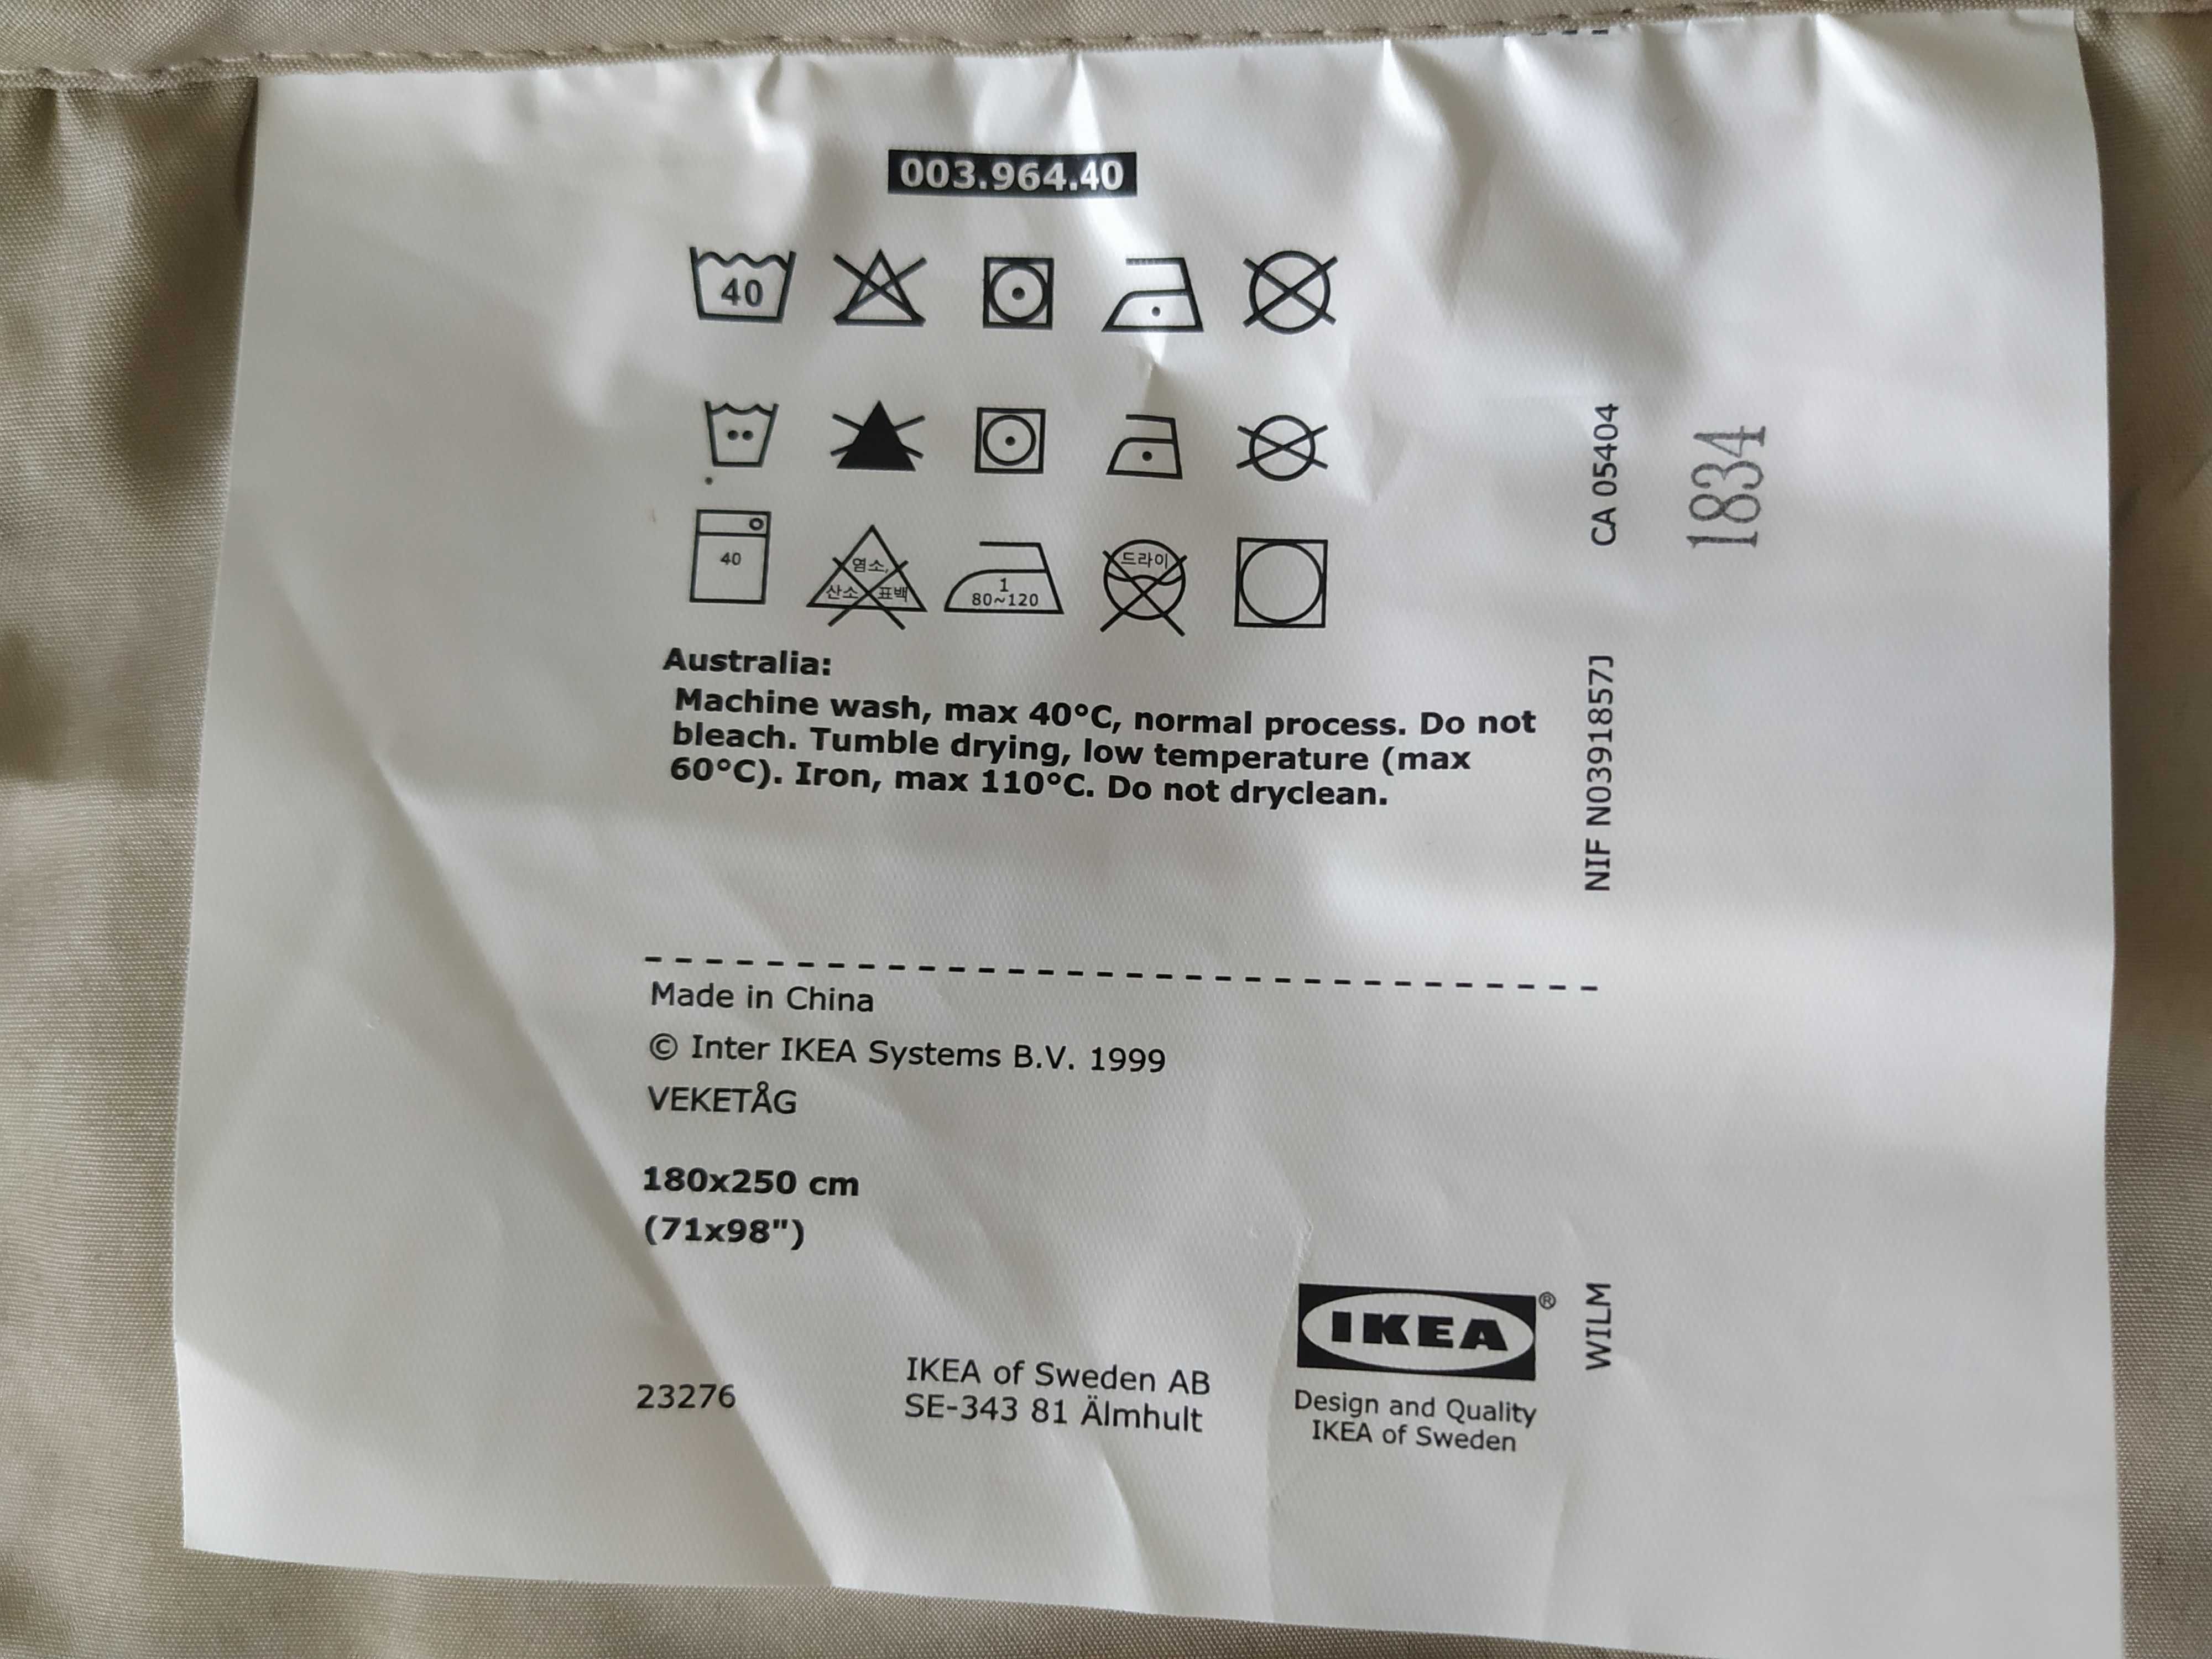 003.964.40
40
40
염소,
산소 표백
1
80~120
드라이
Australia:
Machine wash, max 40°C, normal process. Do not
bleach. Tumble drying, low temperature (max
60°C). Iron, max 110°C. Do not dryclean.
Made in China
© Inter IKEA Systems B.V. 1999
VEKETÅG
180x250 cm
(71x98")
23276
IKEA of Sweden AB
SE-343 81 Älmhult
IKEA®
Design and Quality
IKEA of Sweden
CA 05404
NIF N0391857J
WILM
1834